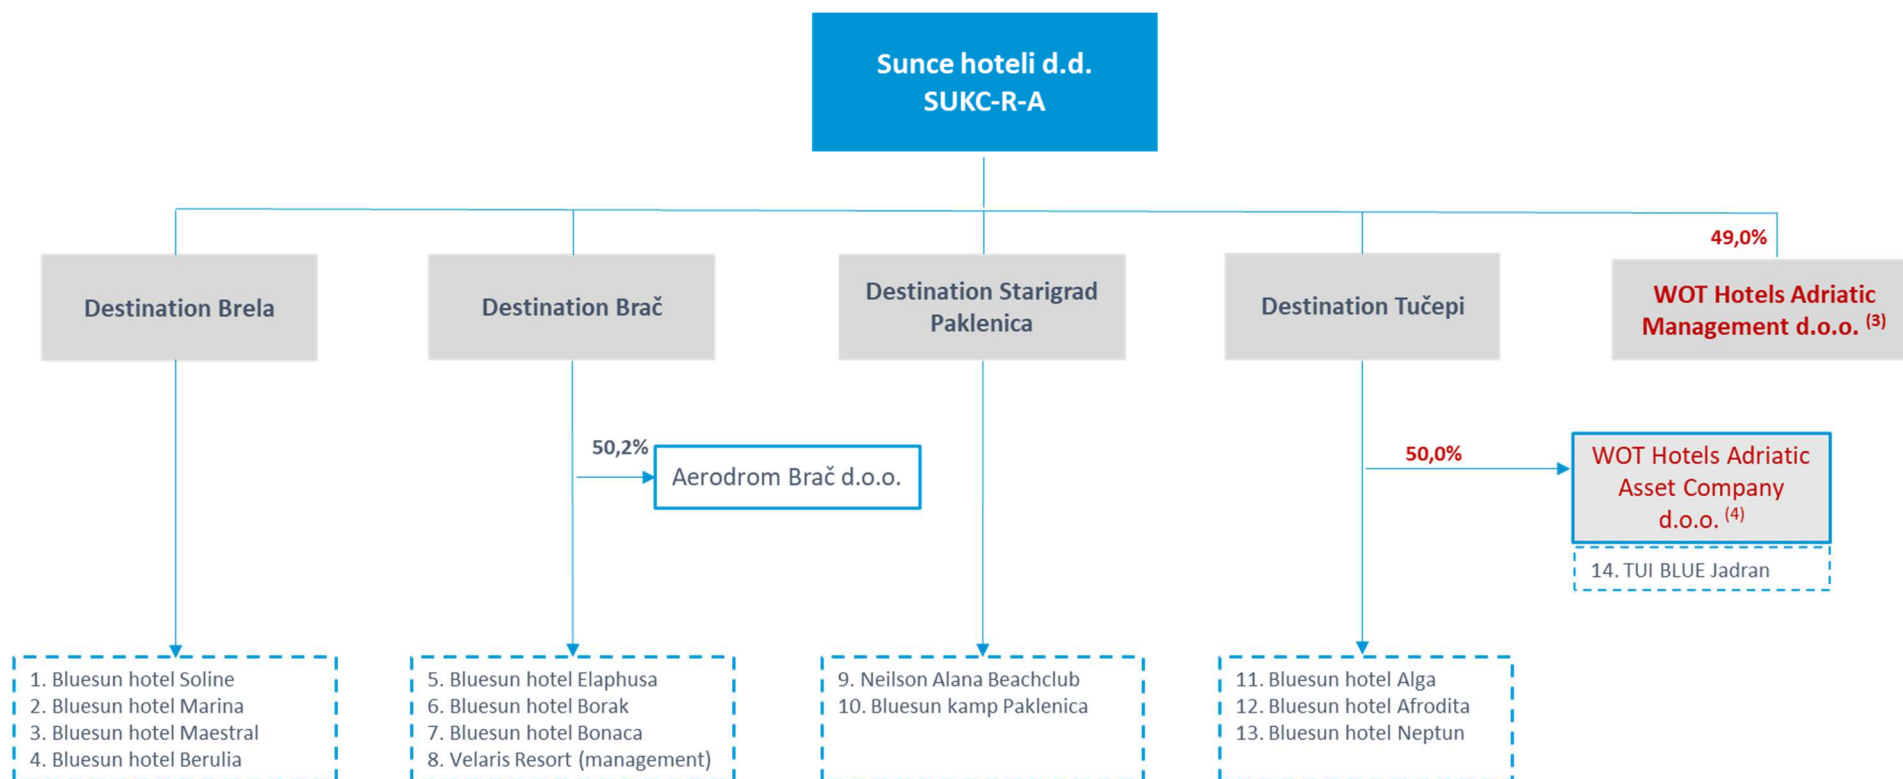 Sunce hoteli d.d.
SUKC-R-A
49,0%
Destination Brela
Destination Brač
Destination Starigrad
Paklenica
Destination Tučepi
WOT Hotels Adriatic
Management d.o.o. (3)
50,2%
Aerodrom Brač d.o.o.
50,0%
WOT Hotels Adriatic
Asset Company
d.o.o. (4)
14. TUI BLUE Jadran
1. Bluesun hotel Soline
2. Bluesun hotel Marina
3. Bluesun hotel Maestral
4. Bluesun hotel Berulia
5. Bluesun hotel Elaphusa
6. Bluesun hotel Borak
7. Bluesun hotel Bonaca
8. Velaris Resort (management)
9. Neilson Alana Beachclub
10. Bluesun kamp Paklenica
11. Bluesun hotel Alga
12. Bluesun hotel Afrodita
13. Bluesun hotel Neptun